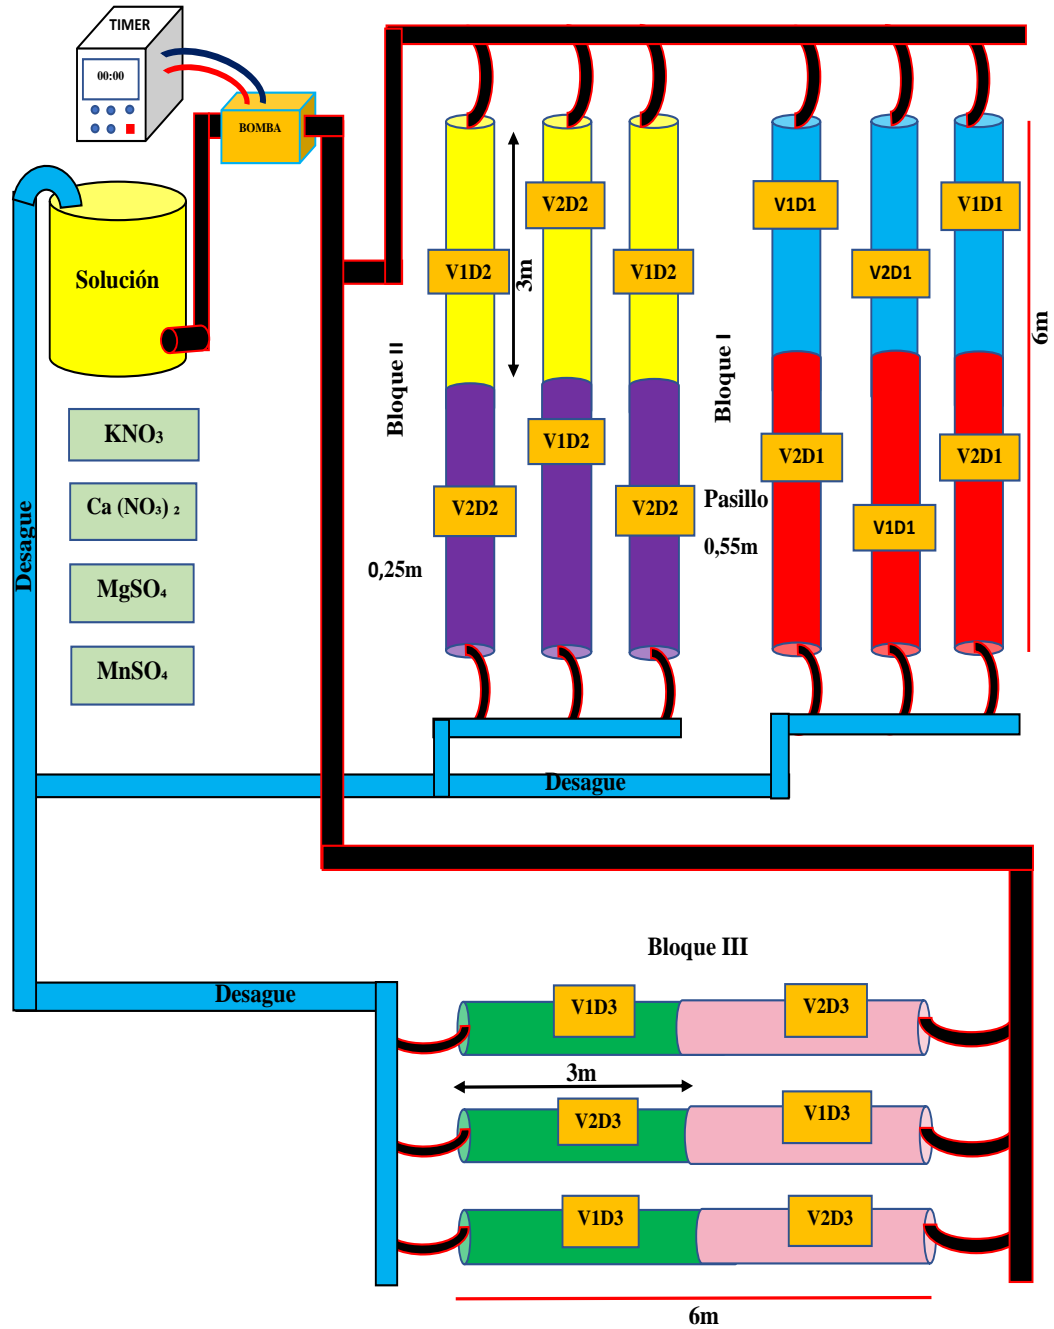 TIMER
00:00
BOMBA
Solución
KNO₃
Ca (NO₃) ₂
MgSO₄
MnSO₄
Desague
V1D2
V2D2
V1D2
3m
Bloque II
V2D2
V1D2
V2D2
0,25m
Pasillo
0,55m
Bloque I
V1D1
V2D1
V1D1
V2D1
V1D1
V2D1
6m
Desague
Desague
Bloque III
V1D3
V2D3
3m
V2D3
V1D3
V1D3
V2D3
6m